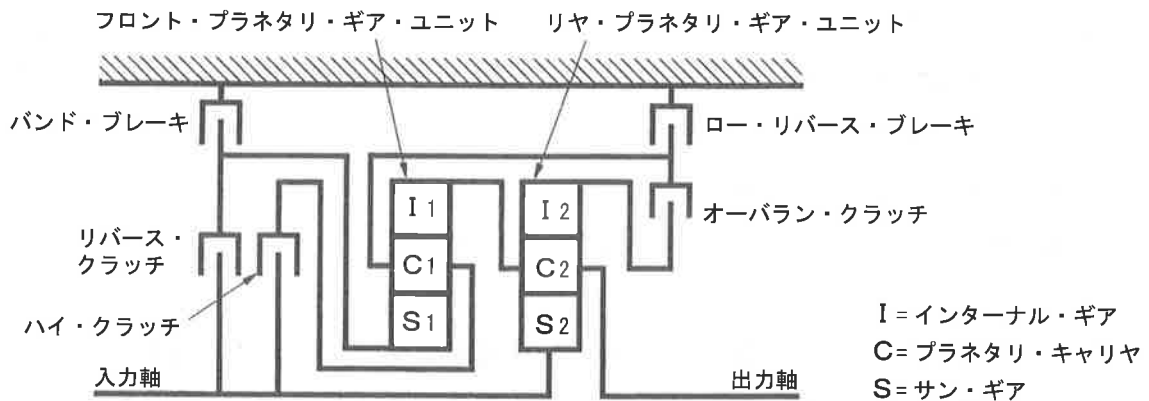 フロント・プラネタリ・ギア・ユニット
リヤ・プラネタリ・ギア・ユニット
バンド・ブレーキ
ロー・リバース・ブレーキ
I 1
I 2
オーバラン・クラッチ
リバース・
クラッチ
C1
C2
ハイ・クラッチ
S1
S2
I = インターナル・ギア
C= プラネタリ・キャリヤ
S= サン・ギア
入力軸
出力軸